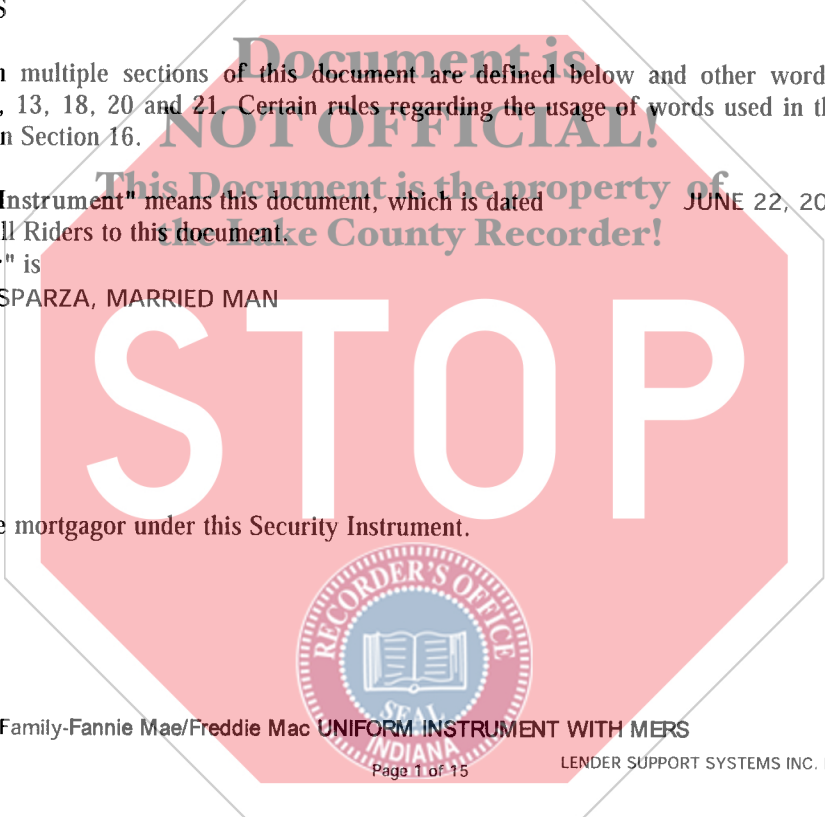 S
Document is
n multiple sections of this document are defined below and other word
, 13, 18, 20 and 21. Certain rules regarding the usage of words used in th
NOT OFFICIAL!
n Section 16.
This Document is the property of
Instrument" means this document, which is dated JUNE 22, 20
ll Riders to this document.
the Lake County Recorder!
" is
SPARZA, MARRIED MAN
STOP
e mortgagor under this Security Instrument.
RECORDER'S OFFICE
SEAL
INDIANA
Family-Fannie Mae/Freddie Mac UNIFORM INSTRUMENT WITH MERS
Page 1 of 15
LENDER SUPPORT SYSTEMS INC.